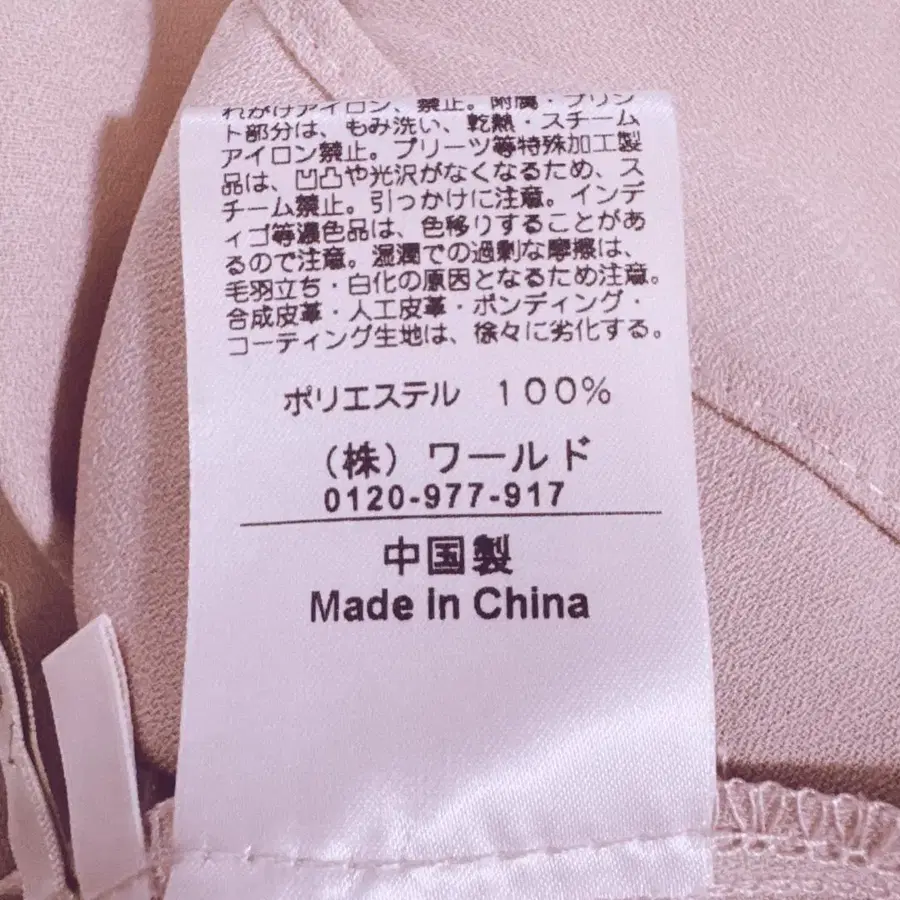 れがけアイロン、禁止。附属・プリン
ト部分は、もみ洗い、乾熱・スチーム
アイロン禁止。プリーツ等特殊加工製
品は、凹凸や光沢がなくなるため、ス
チーム禁止。引っかけに注意。インデ
ィゴ等濃色品は、色移りすることがあ
るので注意。湿潤での過剰な摩擦は、
毛羽立ち・白化の原因となるため注意。
合成皮革・人工皮革・ボンディング・
コーティング生地は、徐々に劣化する。
ポリエステル 100%
（株）ワールド
0120-977-917
中国製
Made in China